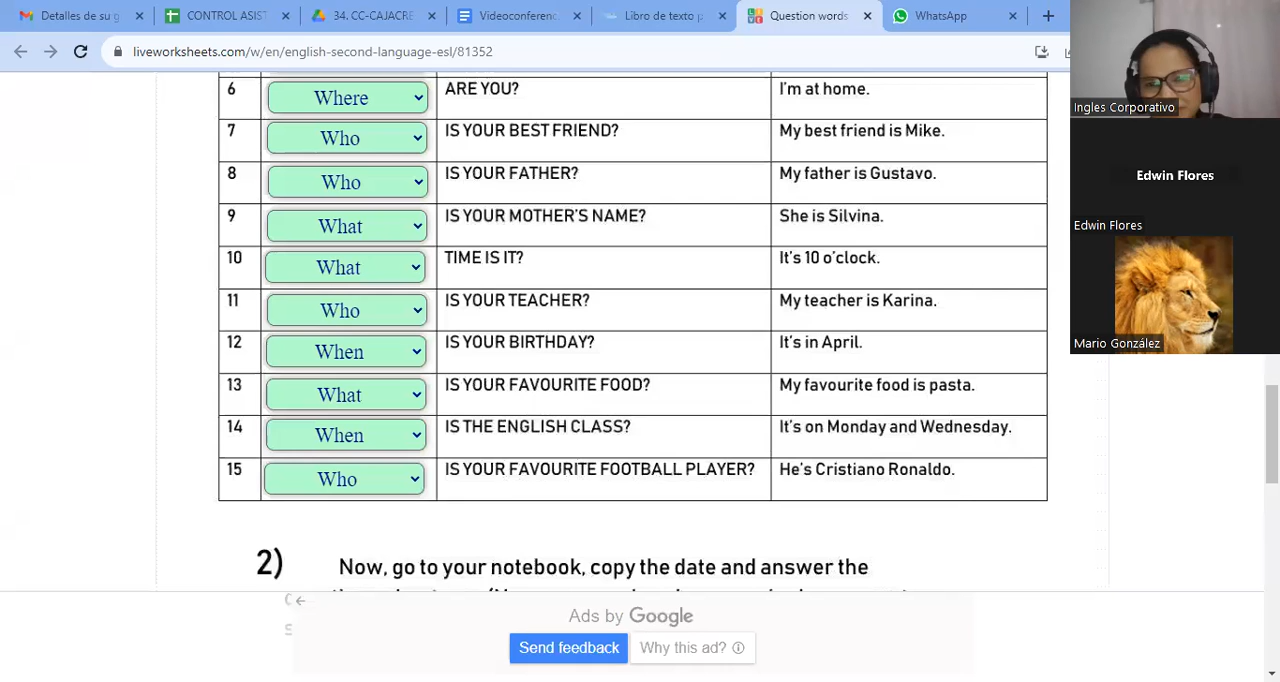 Detalles de su g
CONTROL ASIST
34. CC-CAJACRE
Videoconferenc
Libro de texto p
Question words
WhatsApp
liveworksheets.com/w/en/english-second-language-esl/81352
6 Where ARE YOU? I'm at home.
7 Who IS YOUR BEST FRIEND? My best friend is Mike.
8 Who IS YOUR FATHER? My father is Gustavo.
9 What IS YOUR MOTHER'S NAME? She is Silvina.
10 What TIME IS IT? It's 10 o'clock.
11 Who IS YOUR TEACHER? My teacher is Karina.
12 When IS YOUR BIRTHDAY? It's in April.
13 What IS YOUR FAVOURITE FOOD? My favourite food is pasta.
14 When IS THE ENGLISH CLASS? It's on Monday and Wednesday.
15 Who IS YOUR FAVOURITE FOOTBALL PLAYER? He's Cristiano Ronaldo.
2) Now, go to your notebook, copy the date and answer the
Ads by Google
Send feedback
Why this ad?
Ingles Corporativo
Edwin Flores
Edwin Flores
Mario González